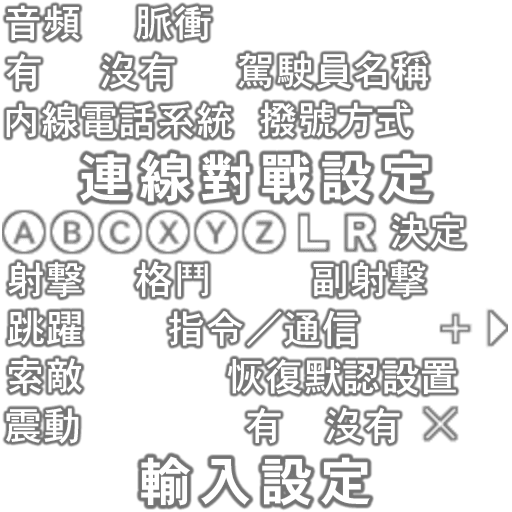 音頻 脈衝
有 沒有 駕駛員名稱
内線電話系統 撥號方式
連線對戰設定
Ⓐ Ⓑ Ⓒ Ⓧ Ⓨ Ⓩ L R 決定
射擊 格鬥 副射擊
跳躍 指令／通信 + ▷
索敵 恢復默認設置
震動 有 沒有 ×
輸入設定